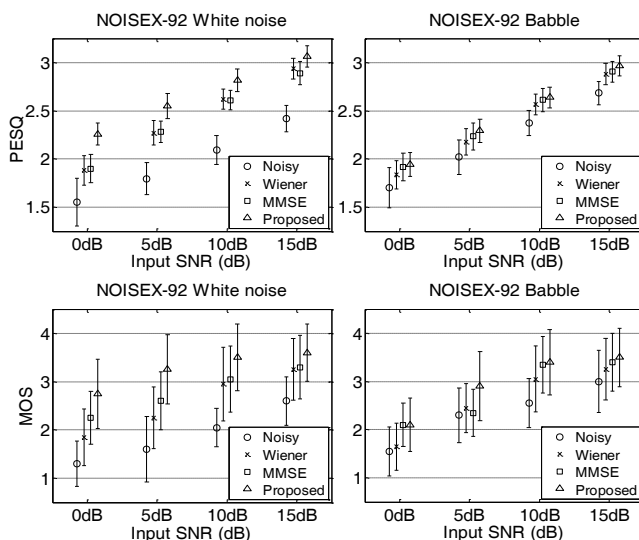 NOISEX-92 White noise
NOISEX-92 Babble
3
2.5
2
1.5
PESQ
Noisy
Wiener
MMSE
Proposed
0dB 5dB 10dB 15dB
Input SNR (dB)
3
2.5
2
1.5
Noisy
Wiener
MMSE
Proposed
0dB 5dB 10dB 15dB
Input SNR (dB)
NOISEX-92 White noise
NOISEX-92 Babble
4
3
2
1
MOS
Noisy
Wiener
MMSE
Proposed
0dB 5dB 10dB 15dB
Input SNR (dB)
4
3
2
1
Noisy
Wiener
MMSE
Proposed
0dB 5dB 10dB 15dB
Input SNR (dB)